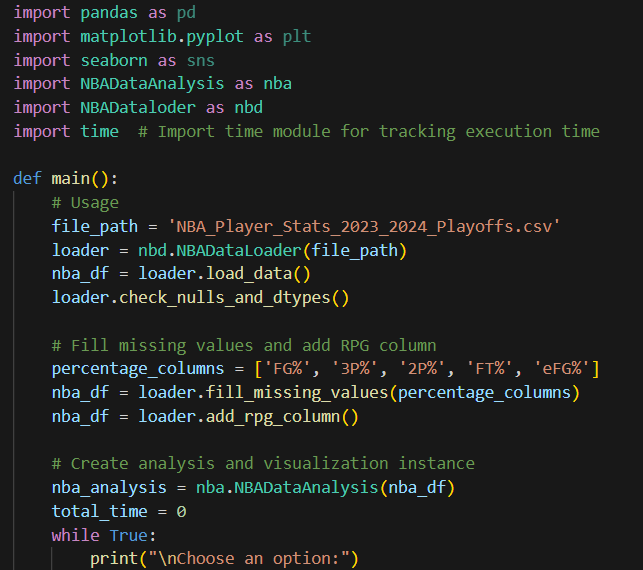 import pandas as pd
import matplotlib.pyplot as plt
import seaborn as sns
import NBADataAnalysis as nba
import NBADataloder as nbd
import time  # Import time module for tracking execution time

def main():
    # Usage
    file_path = 'NBA_Player_Stats_2023_2024_Playoffs.csv'
    loader = nbd.NBADataLoader(file_path)
    nba_df = loader.load_data()
    loader.check_nulls_and_dtypes()

    # Fill missing values and add RPG column
    percentage_columns = ['FG%', '3P%', '2P%', 'FT%', 'eFG%']
    nba_df = loader.fill_missing_values(percentage_columns)
    nba_df = loader.add_rpg_column()

    # Create analysis and visualization instance
    nba_analysis = nba.NBADataAnalysis(nba_df)
    total_time = 0
    while True:
        print("\nChoose an option:")